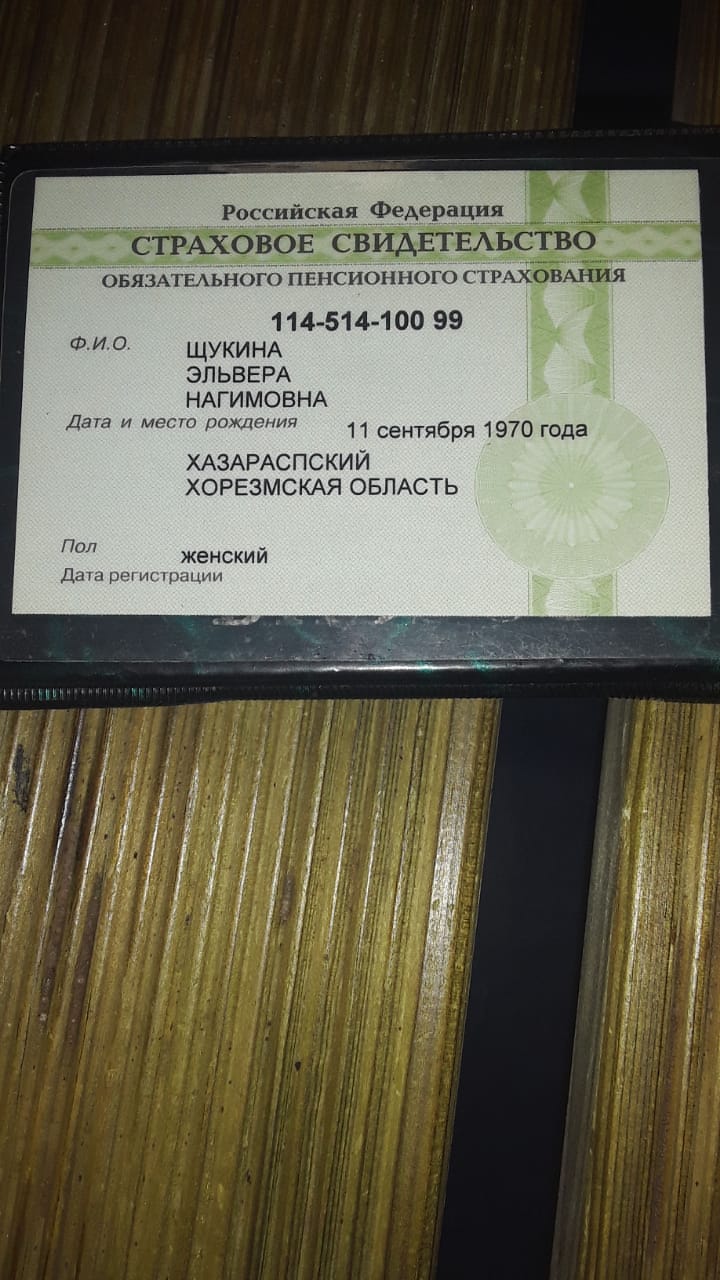 Российская Федерация
СТРАХОВОЕ СВИДЕТЕЛЬСТВО
ОБЯЗАТЕЛЬНОГО ПЕНСИОННОГО СТРАХОВАНИЯ
114-514-100 99
Ф.И.О.
ЩУКИНА
ЭЛЬВЕРА
НАГИМОВНА
Дата и место рождения 11 сентября 1970 года
ХАЗАРАСПСКИЙ
ХОРЕЗМСКАЯ ОБЛАСТЬ
Пол женский
Дата регистрации